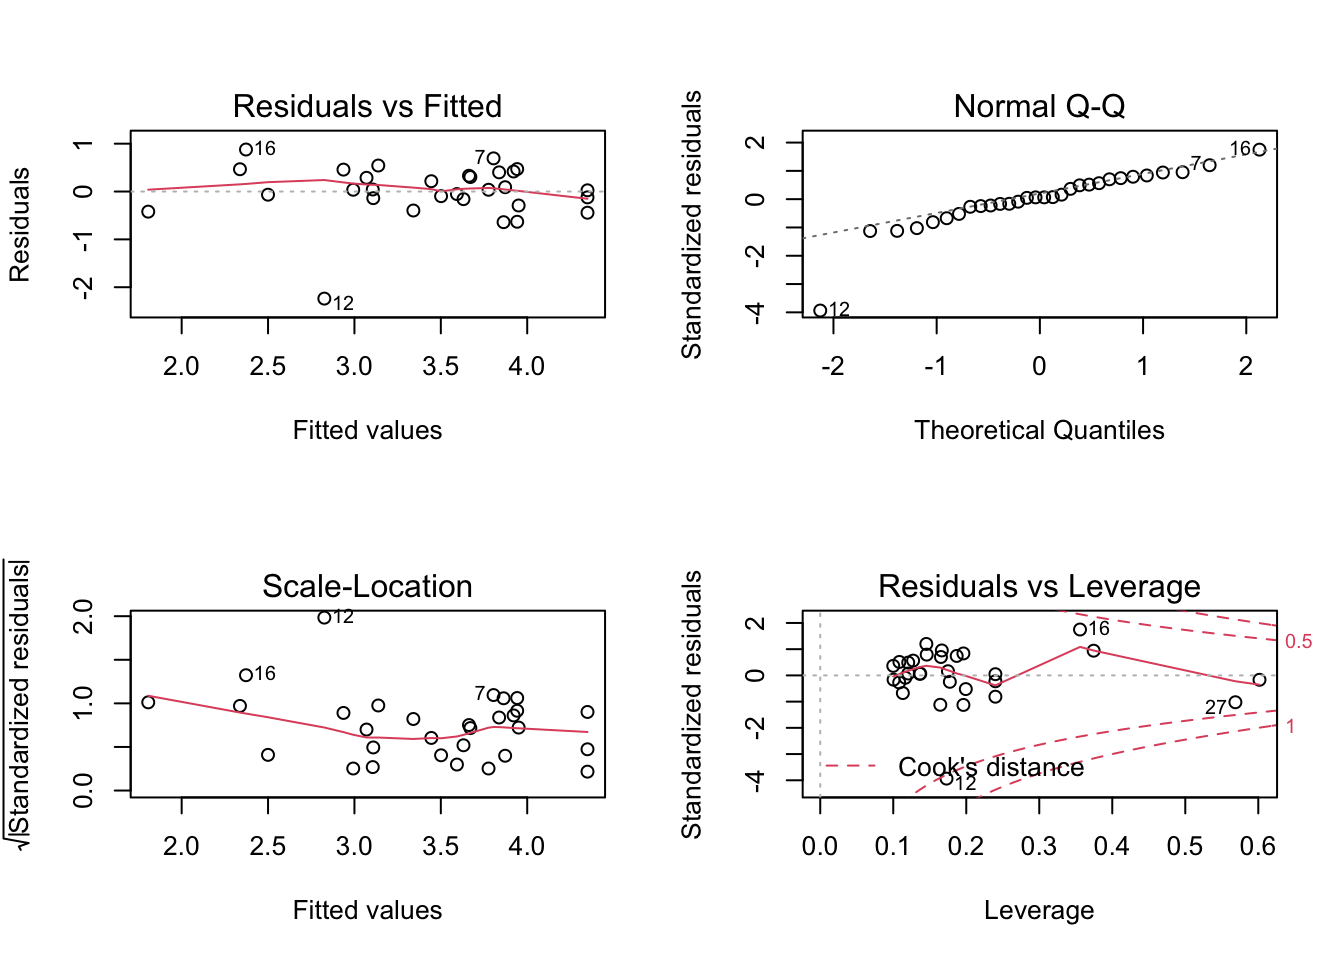 Residuals vs Fitted
Residuals
1
0
-1
-2
16
7
12
2.0 2.5 3.0 3.5 4.0
Fitted values
Normal Q-Q
Standardized residuals
2
0
-2
-4
16
7
12
-2 -1 0 1 2
Theoretical Quantiles
Scale-Location
√|Standardized residuals|
2.0
1.0
0.0
12
16
7
2.0 2.5 3.0 3.5 4.0
Fitted values
Residuals vs Leverage
Standardized residuals
2
0
-2
-4
16
0.5
27
1
Cook's distance
12
0.0 0.1 0.2 0.3 0.4 0.5 0.6
Leverage